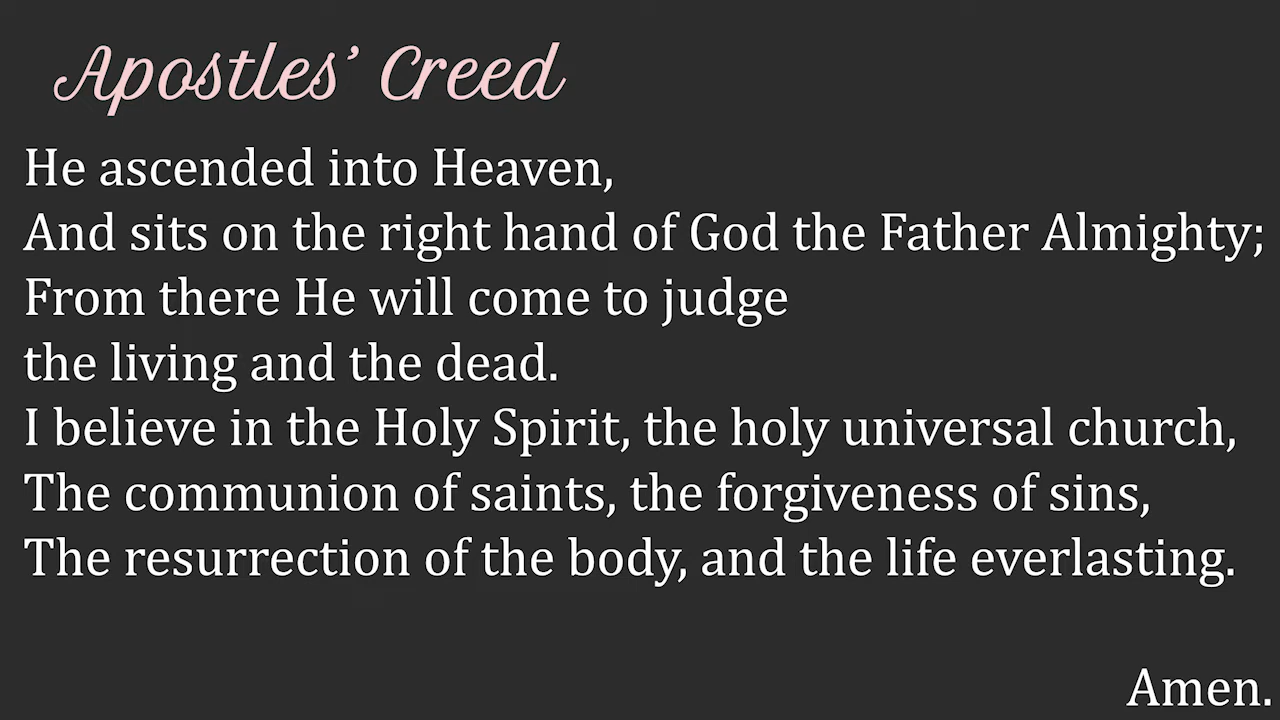 Apostles’ Creed
He ascended into Heaven,
And sits on the right hand of God the Father Almighty;
From there He will come to judge
the living and the dead.
I believe in the Holy Spirit, the holy universal church,
The communion of saints, the forgiveness of sins,
The resurrection of the body, and the life everlasting.
Amen.